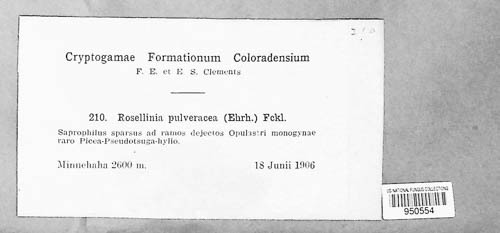 Cryptogamae Formationum Coloradensium
F. E. et E S. Clements
210. Rosellinia pulveracea (Ehrh.) Fckl.
Saprophilus sparsus ad ramos dejectos Opulastri monogynae
raro Picea-Pseudotsuga-hylio.
Minnehaha 2600 m. 18 Junii 1906
US NATIONAL FUNGUS COLLECTIONS
950554